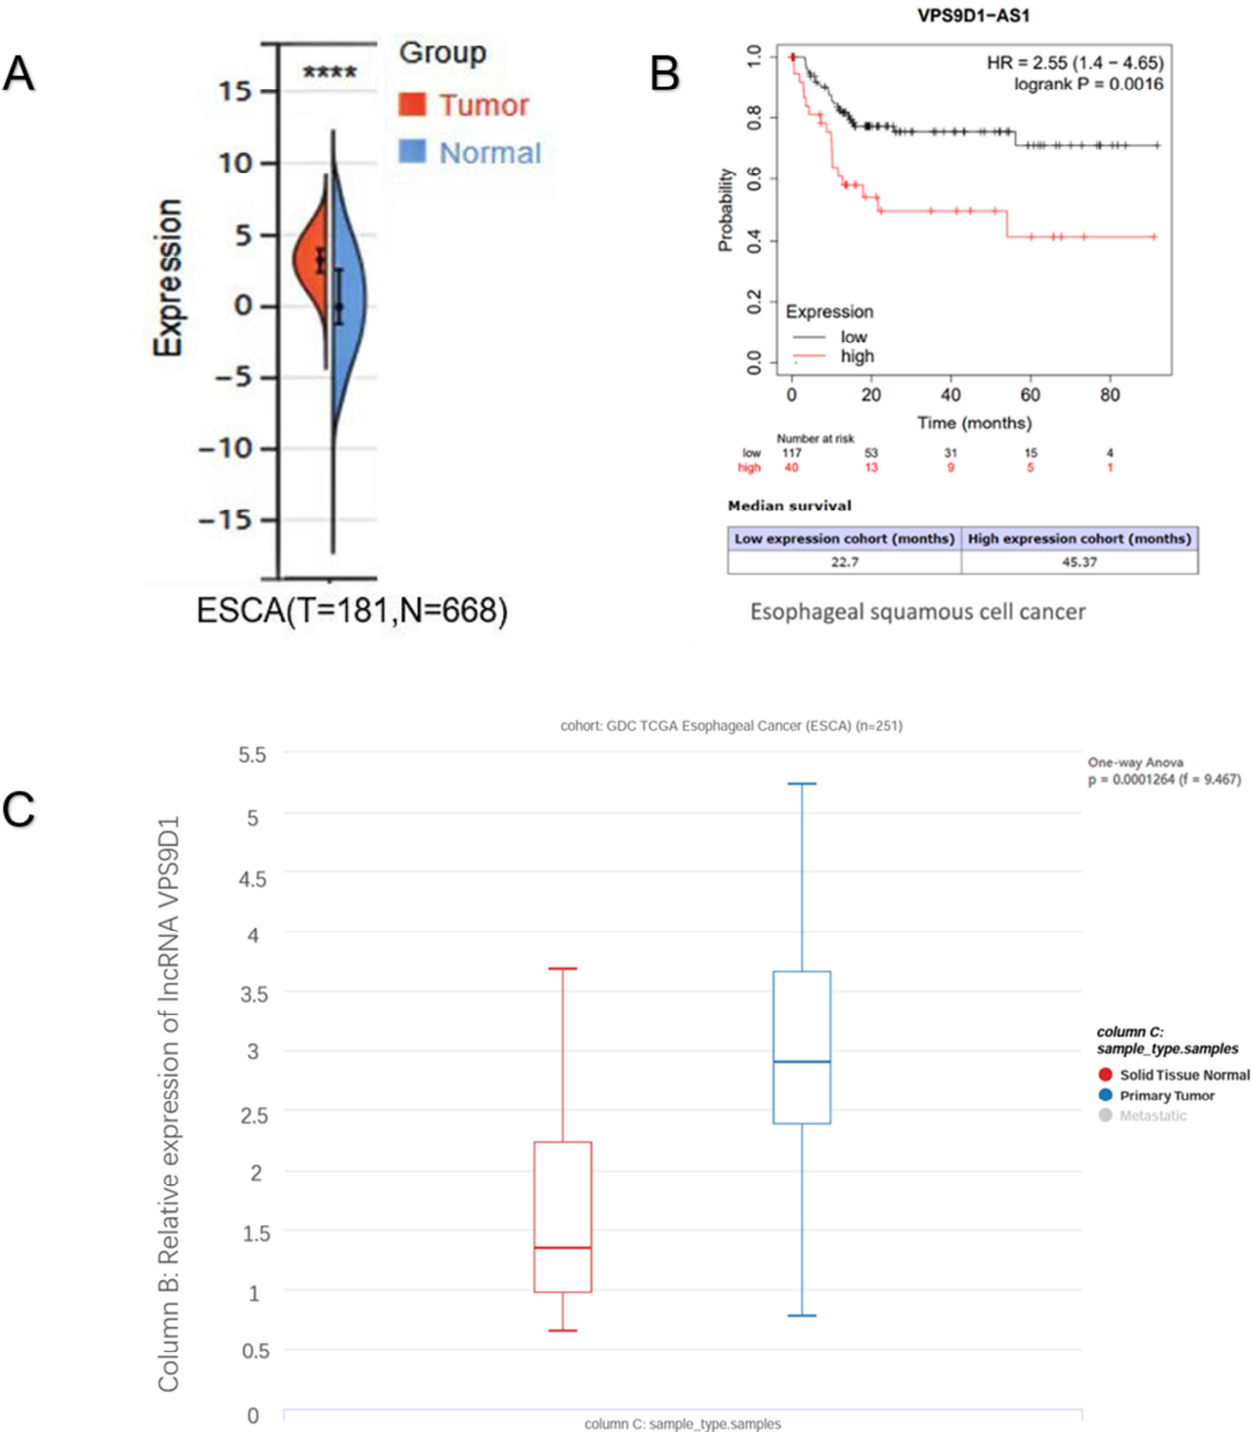 A
Group
****
Tumor
Normal
Expression
15
10
5
0
−5
−10
−15
ESCA(T=181,N=668)
B
VPS9D1−AS1
HR = 2.55 (1.4 − 4.65)
logrank P = 0.0016
Probability
1.0
0.8
0.6
0.4
0.2
0.0
Expression
low
high
0 20 40 60 80
Time (months)
Number at risk
low 117 53 31 15 4
high 40 13 9 5 1
Median survival
Low expression cohort (months) High expression cohort (months)
22.7 45.37
Esophageal squamous cell cancer
C
cohort: GDC TCGA Esophageal Cancer (ESCA) (n=251)
One-way Anova
p = 0.0001264 (f = 9.467)
Column B: Relative expression of lncRNA VPS9D1
5.5
5
4.5
4
3.5
3
2.5
2
1.5
1
0.5
0
column C:
sample_type.samples
Solid Tissue Normal
Primary Tumor
Metastatic
column C: sample_type.samples